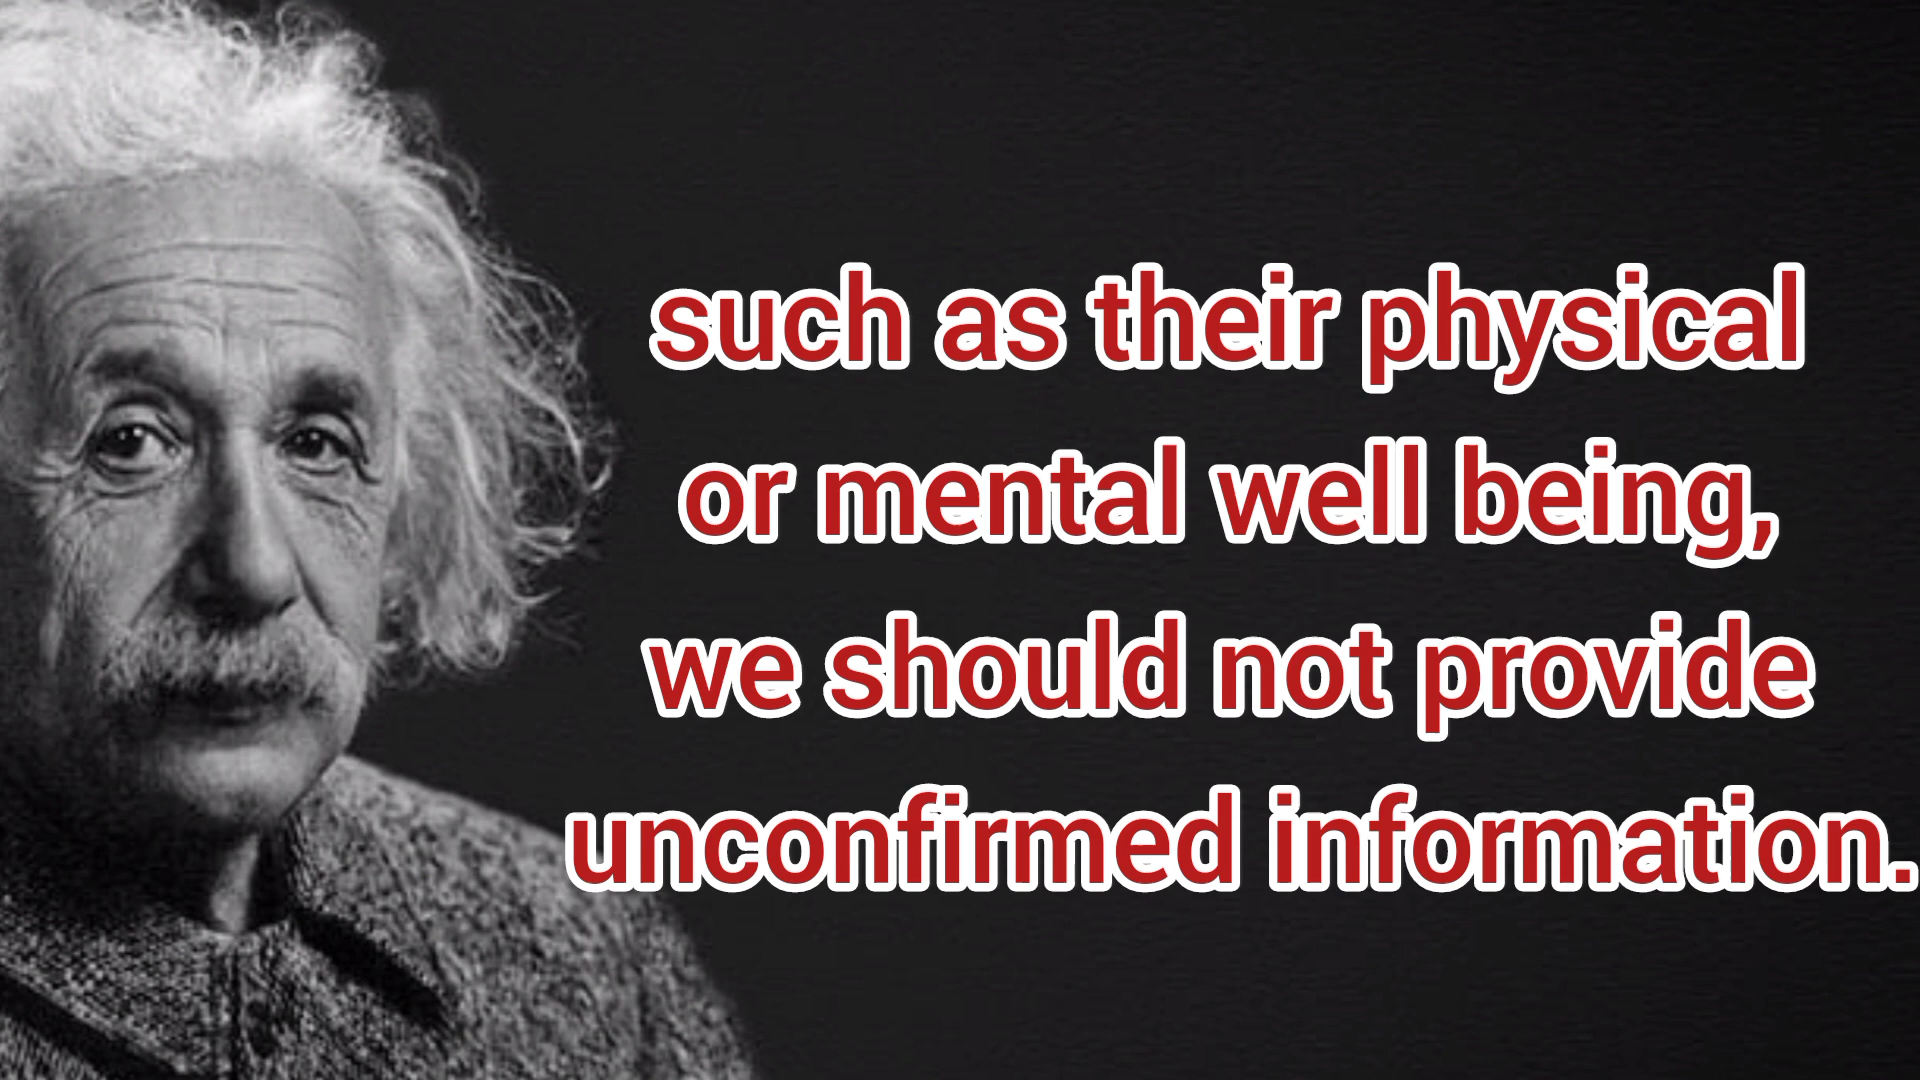 such as their physical
or mental well being,
we should not provide
unconfirmed information.